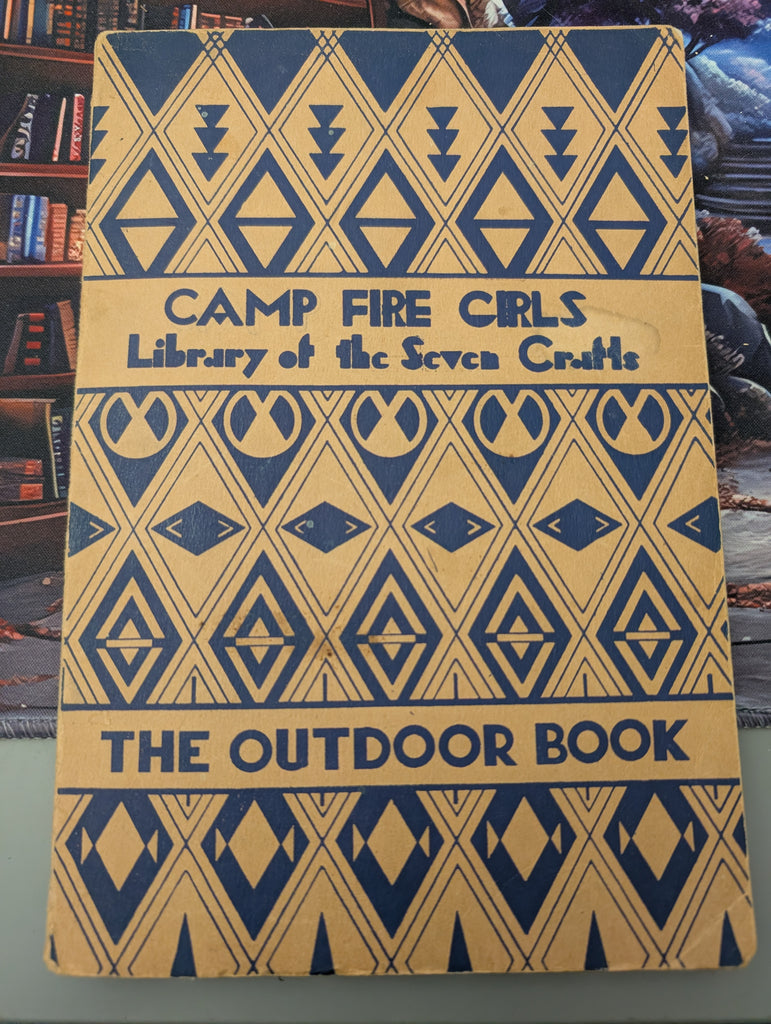 CAMP FIRE GIRLS
Library of the Seven Crafts
THE OUTDOOR BOOK